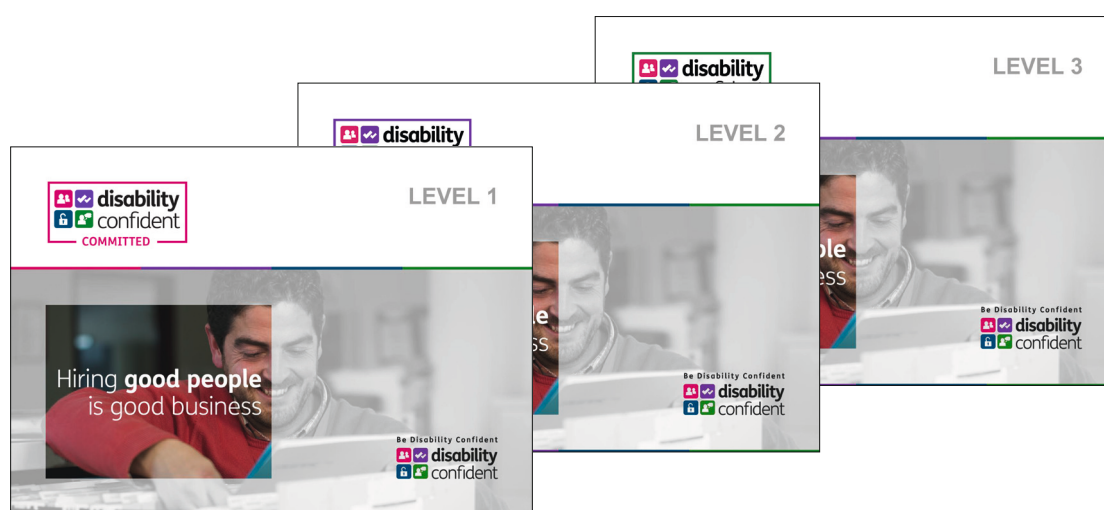 disability
LEVEL 3
disability
LEVEL 2
disability
confident
COMMITTED
LEVEL 1
Hiring good people
is good business
Be Disability Confident
disability
confident
Be Disability Confident
disability
confident
Be Disability Confident
disability
confident